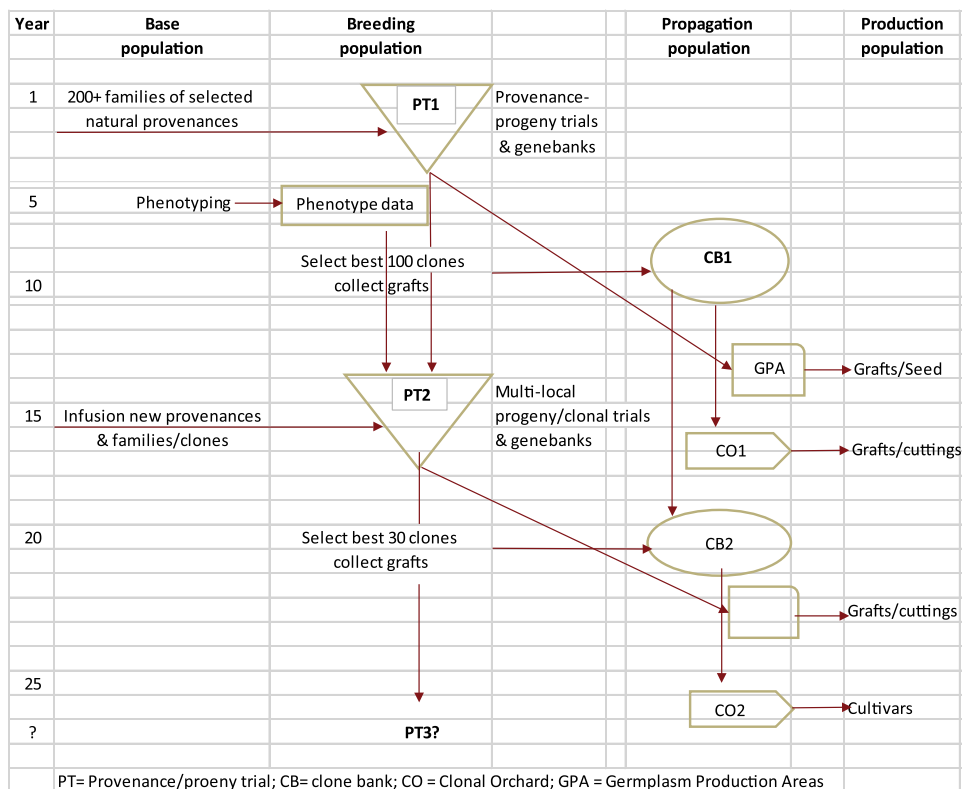 Year Base population Breeding population Propagation population Production population
1 200+ families of selected
natural provenances
PT1
Provenance-
progeny trials
& genebanks
5 Phenotyping
Phenotype data
Select best 100 clones
collect grafts
CB1
10
GPA
Grafts/Seed
PT2
Multi-local
progeny/clonal trials
& genebanks
15 Infusion new provenances
& families/clones
CO1
Grafts/cuttings
20 Select best 30 clones
collect grafts
CB2
Grafts/cuttings
25
CO2
Cultivars
? PT3?
PT= Provenance/proeny trial; CB= clone bank; CO = Clonal Orchard; GPA = Germplasm Production Areas